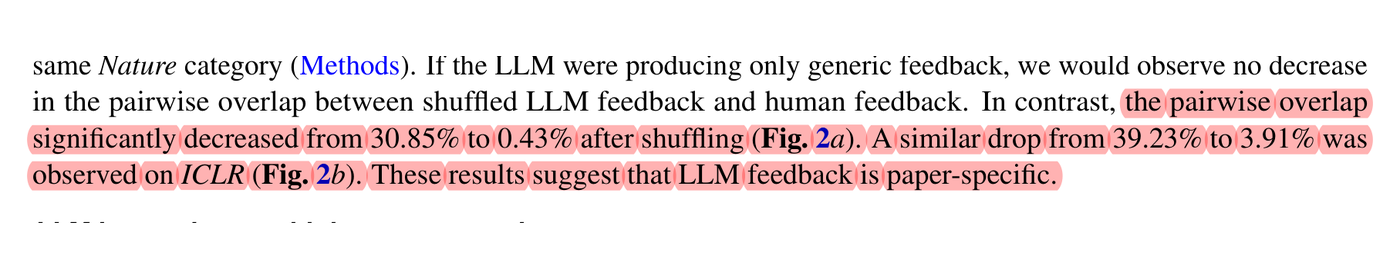 same Nature category (Methods). If the LLM were producing only generic feedback, we would observe no decrease
in the pairwise overlap between shuffled LLM feedback and human feedback. In contrast, the pairwise overlap
significantly decreased from 30.85% to 0.43% after shuffling (Fig. 2a). A similar drop from 39.23% to 3.91% was
observed on ICLR (Fig. 2b). These results suggest that LLM feedback is paper-specific.